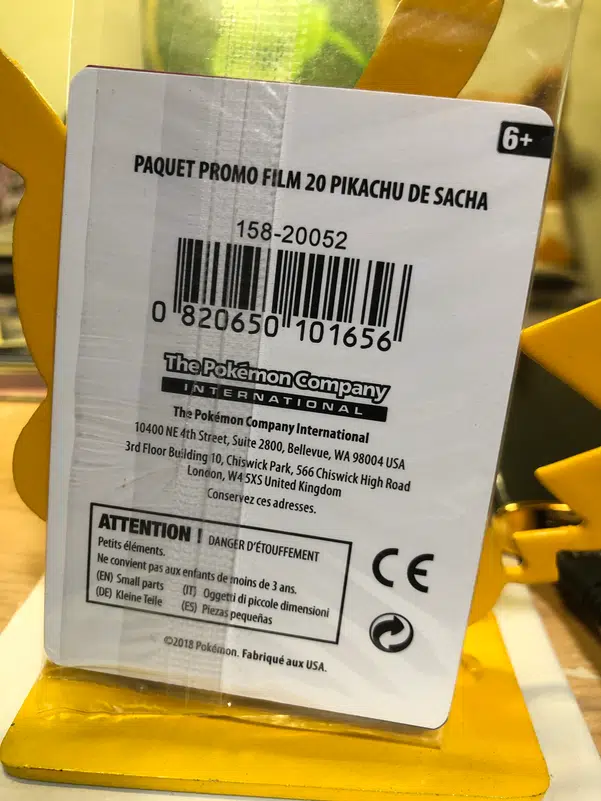 6+
PAQUET PROMO FILM 20 PIKACHU DE SACHA
158-20052
0 820650 101656
The Pokémon Company
INTERNATIONAL
The Pokémon Company International
10400 NE 4th Street, Suite 2800, Bellevue, WA 98004 USA
3rd Floor Building 10, Chiswick Park, 566 Chiswick High Road
London, W4 5XS United Kingdom
Conservez ces adresses.
ATTENTION ! DANGER D'ÉTOUFFEMENT
Petits éléments.
Ne convient pas aux enfants de moins de 3 ans.
(EN) Small parts (IT) Oggetti di piccole dimensioni
(DE) Kleine Teile (ES) Piezas pequeñas
CE
©2018 Pokémon. Fabriqué aux USA.